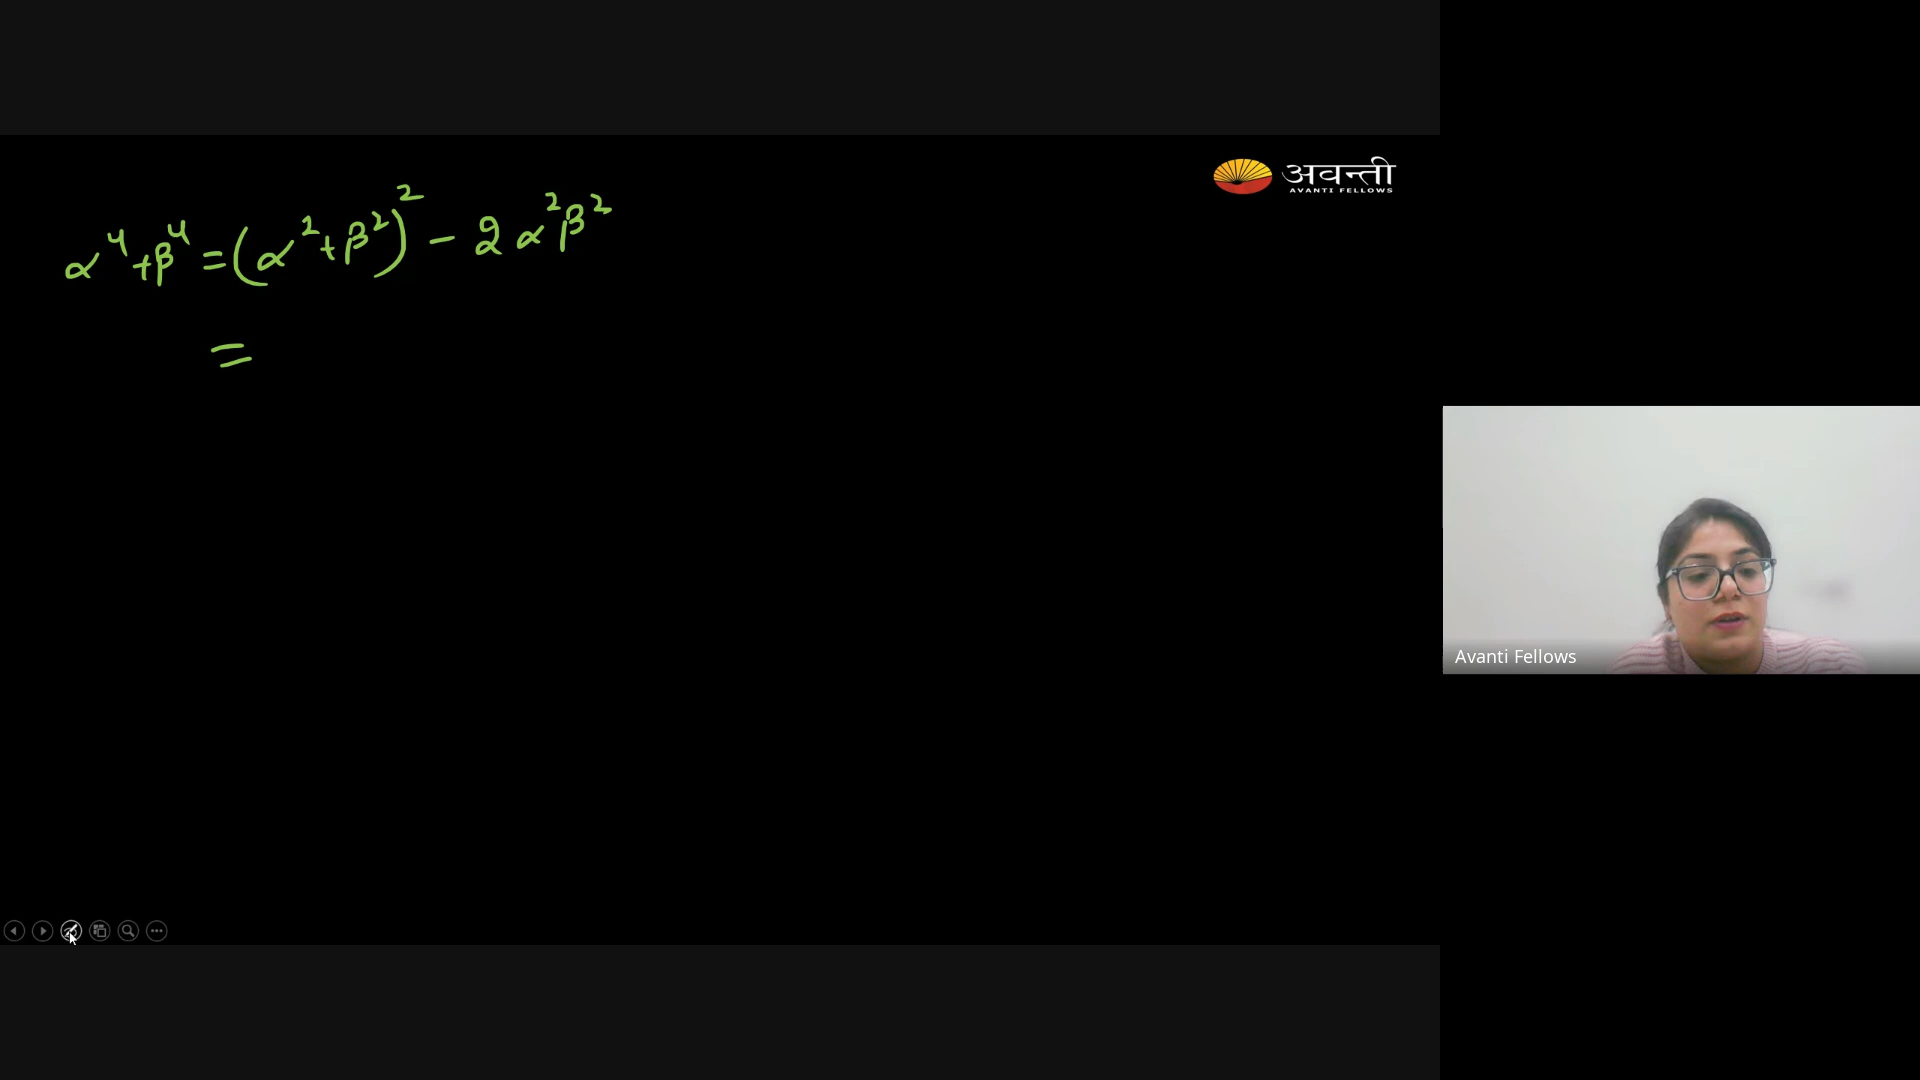 अवन्ती
AVANTI FELLOWS
α⁴+β⁴=(α²+β²)² - 2α²β²
=
Avanti Fellows